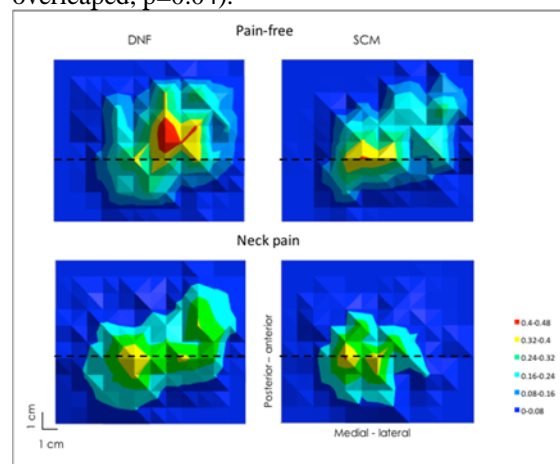 overleaped, p=0.04).
Pain-free
DNF
SCM
Neck pain
Posterior – anterior
0.4-0.48
0.32-0.4
0.24-0.32
0.16-0.24
0.08-0.16
0-0.08
1 cm
1 cm
Medial - lateral